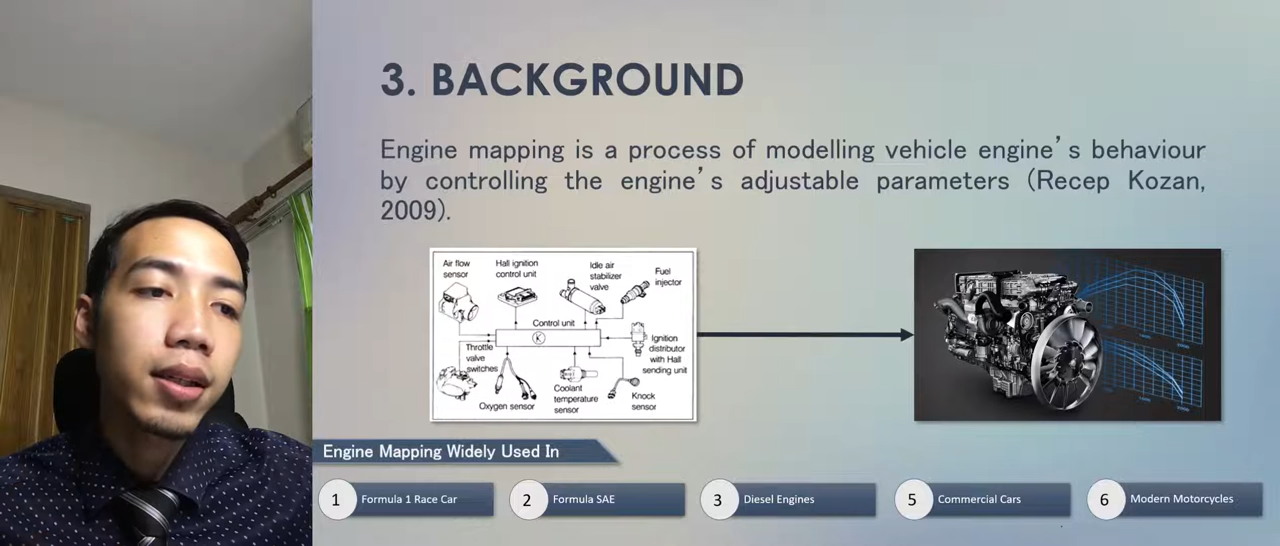 3. BACKGROUND
Engine mapping is a process of modelling vehicle engine's behaviour
by controlling the engine's adjustable parameters (Recep Kozan,
2009).
Air flow
sensor
Hall ignition
control unit
Idle air
stabilizer
valve
Fuel
injector
Control unit
K
Throttle
valve
switches
Ignition
distributor
with Hall
sending unit
Oxygen sensor
Coolant
temperature
sensor
Knock
sensor
Engine Mapping Widely Used In
1 Formula 1 Race Car
2 Formula SAE
3 Diesel Engines
5 Commercial Cars
6 Modern Motorcycles